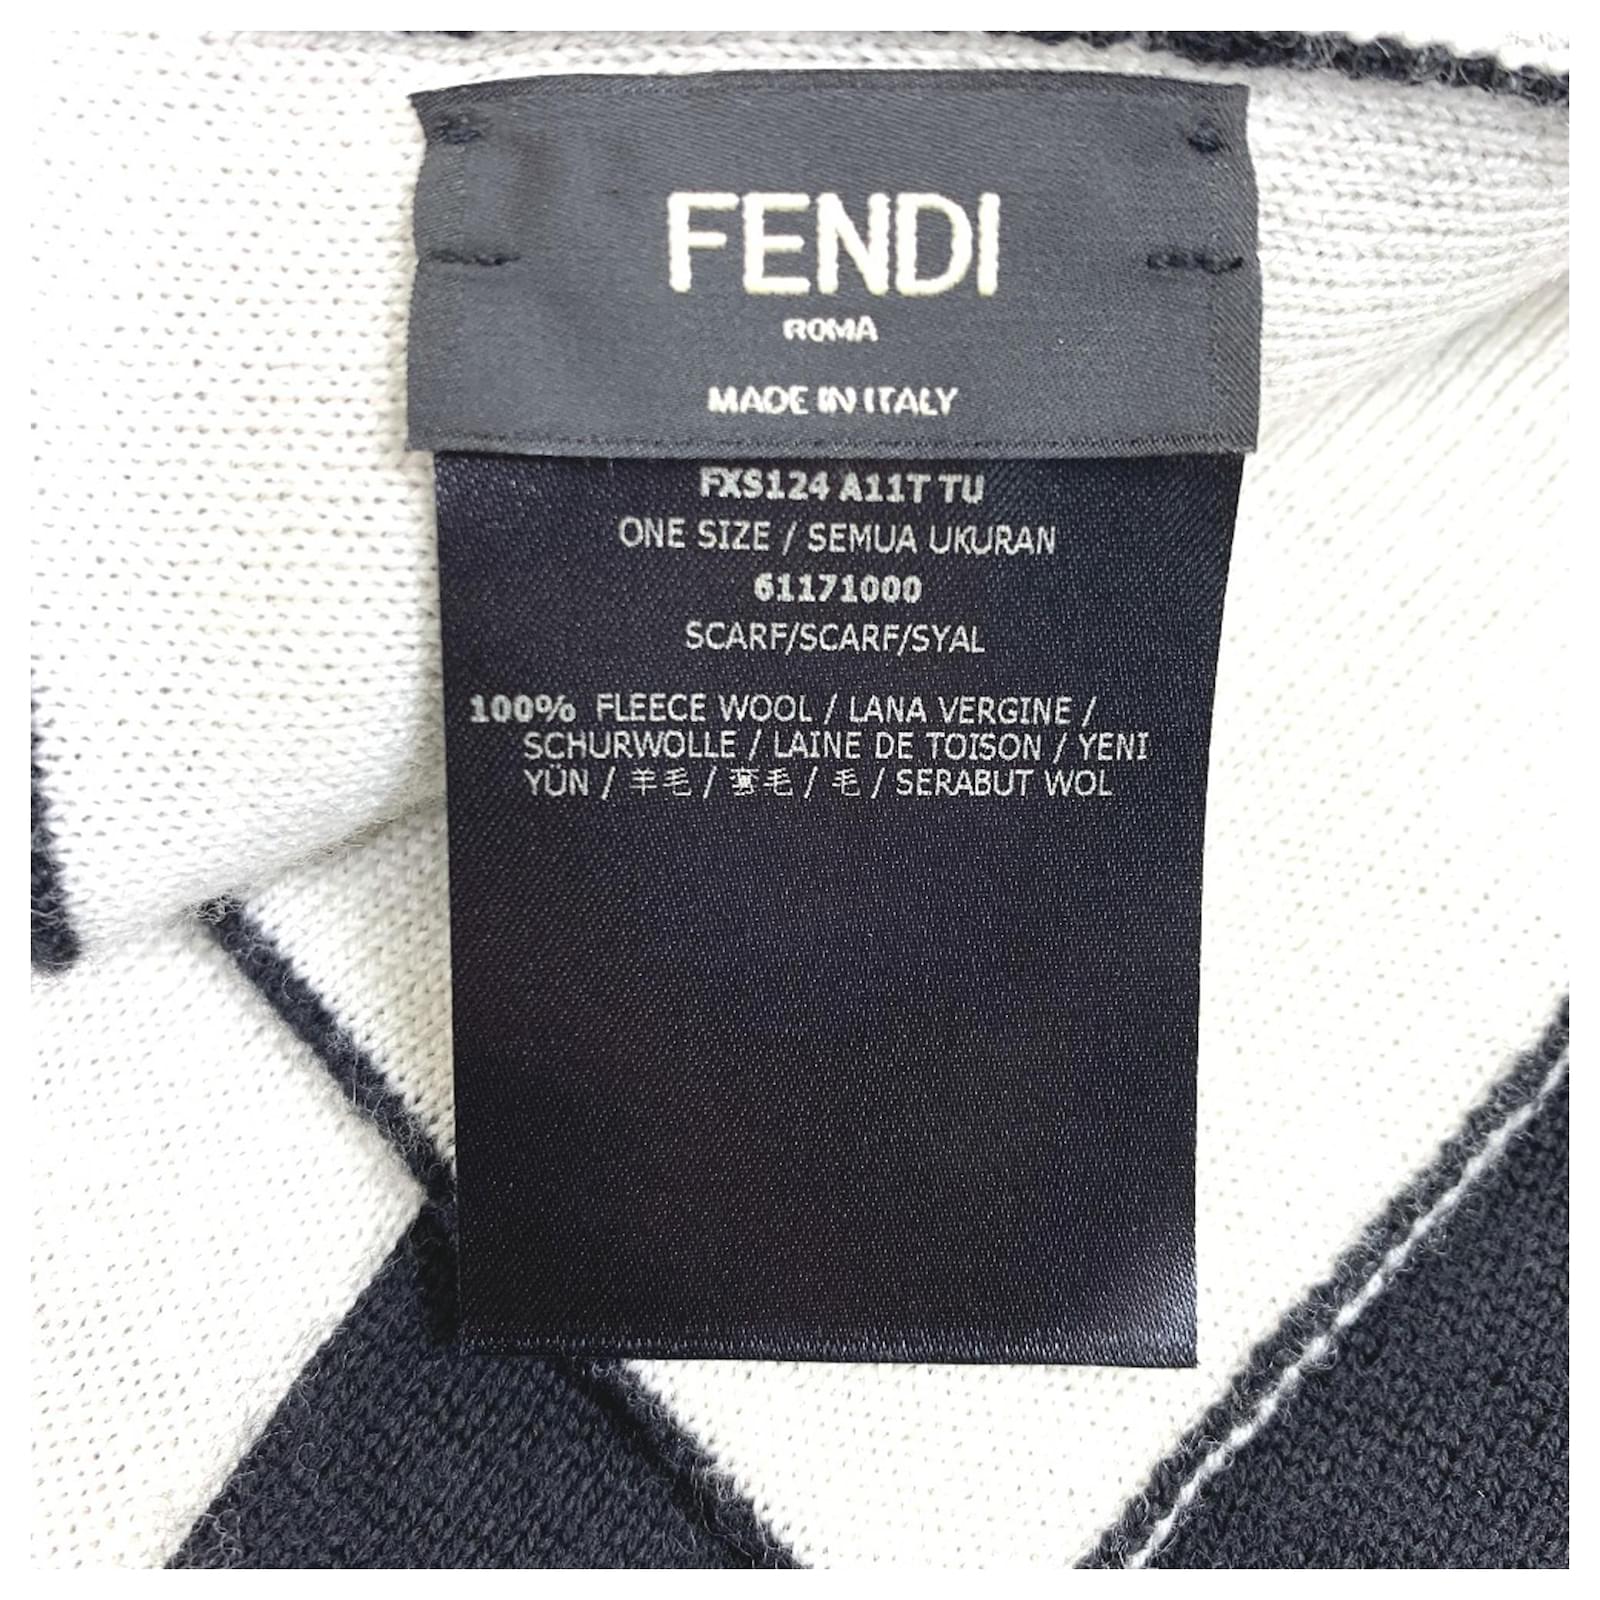 FENDI
ROMA
MADE IN ITALY
FXS124 A11T TU
ONE SIZE / SEMUA UKURAN
61171000
SCARF/SCARF/SYAL
100% FLEECE WOOL / LANA VERGINE /
SCHURWOLLE / LAINE DE TOISON / YENI
YÜN / 羊毛 / 套毛 / 毛 / SERABUT WOL